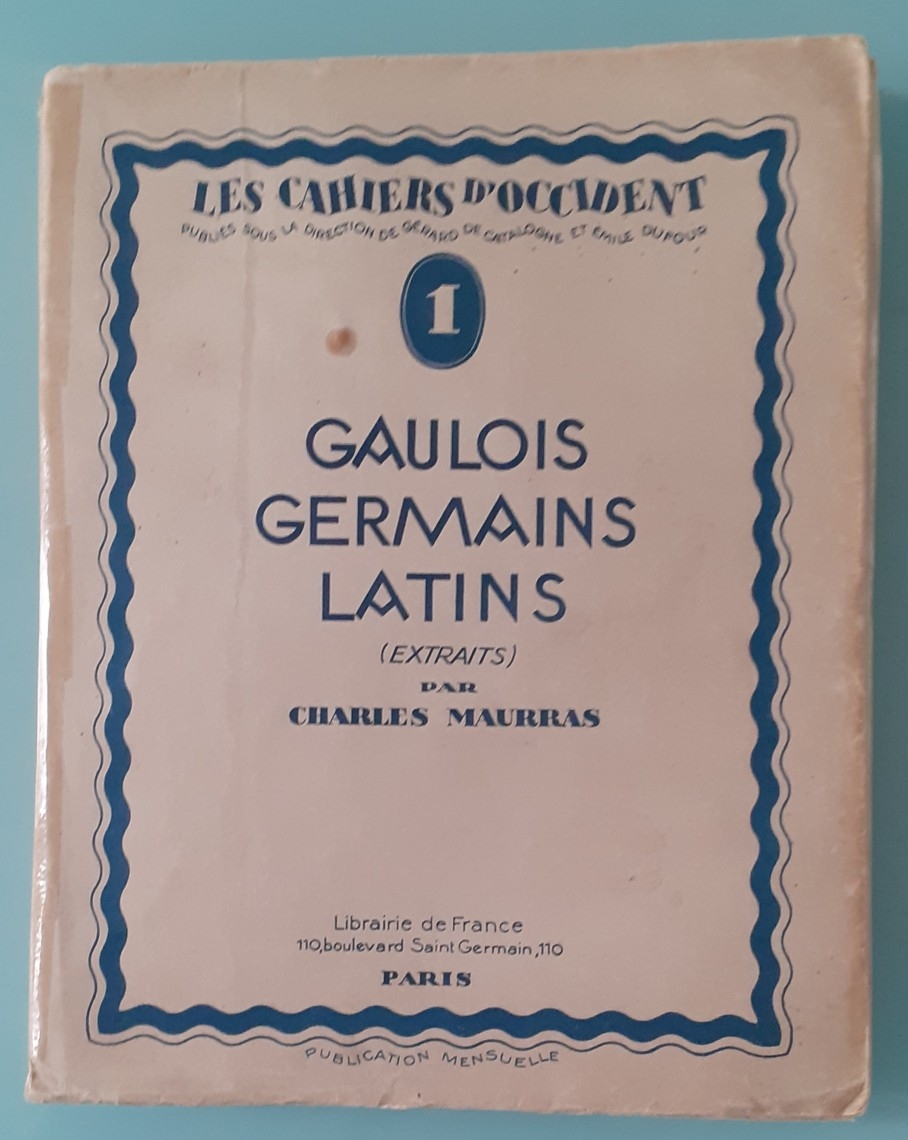 LES CAHIERS D'OCCIDENT
PUBLIÉS SOUS LA DIRECTION DE GÉRARD DE CATALOGNE ET EMILE DUFOUR
1
GAULOIS
GERMAINS
LATINS
(EXTRAITS)
PAR
CHARLES MAURRAS
Librairie de France
110,boulevard Saint Germain,110
PARIS
PUBLICATION MENSUELLE